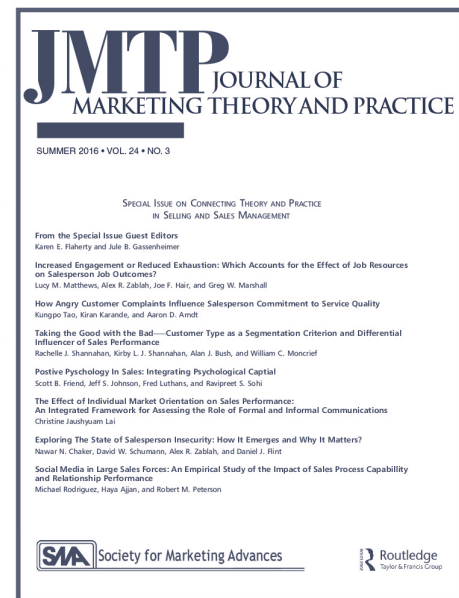 JMTP JOURNAL OF
MARKETING THEORY AND PRACTICE
SUMMER 2016 • VOL. 24 • NO. 3
SPECIAL ISSUE ON CONNECTING THEORY AND PRACTICE
IN SELLING AND SALES MANAGEMENT
From the Special Issue Guest Editors
Karen E. Flaherty and Jule B. Gassenheimer
Increased Engagement or Reduced Exhaustion: Which Accounts for the Effect of Job Resources
on Salesperson Job Outcomes?
Lucy M. Matthews, Alex R. Zablah, Joe F. Hair, and Greg W. Marshall
How Angry Customer Complaints Influence Salesperson Commitment to Service Quality
Kungpo Tao, Kiran Karande, and Aaron D. Arndt
Taking the Good with the Bad—Customer Type as a Segmentation Criterion and Differential
Influencer of Sales Performance
Rachelle J. Shannahan, Kirby L. J. Shannahan, Alan J. Bush, and William C. Moncrief
Postive Pyschology In Sales: Integrating Psychological Captial
Scott B. Friend, Jeff S. Johnson, Fred Luthans, and Ravipreet S. Sohi
The Effect of Individual Market Orientation on Sales Performance:
An Integrated Framework for Assessing the Role of Formal and Informal Communications
Christine Jaushyuam Lai
Exploring The State of Salesperson Insecurity: How It Emerges and Why It Matters?
Nawar N. Chaker, David W. Schumann, Alex R. Zablah, and Daniel J. Flint
Social Media in Large Sales Forces: An Empirical Study of the Impact of Sales Process Capabillity
and Relationship Performance
Michael Rodriguez, Haya Ajjan, and Robert M. Peterson
SMA Society for Marketing Advances
Routledge
Taylor & Francis Group